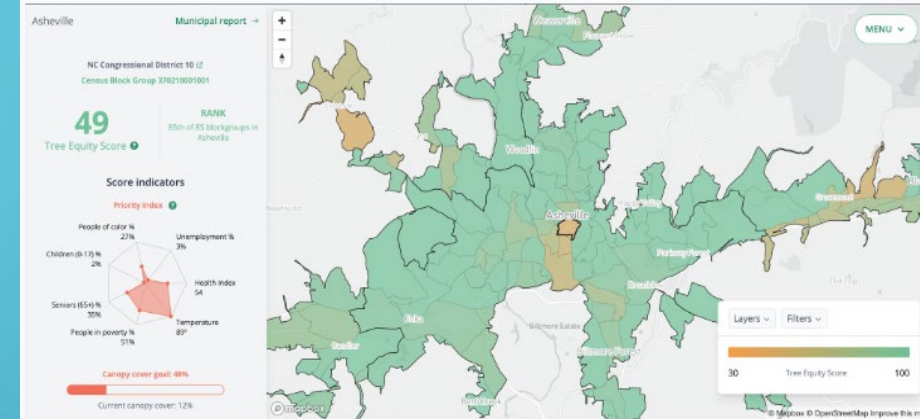 Asheville
Municipal report →
NC Congressional District 10
Census Block Group 370210001001
49
Tree Equity Score
RANK
85th of 85 blockgroups in
Asheville
Score indicators
Priority index
People of color %
27%
Unemployment %
3%
Children (0-17) %
2%
Health index
54
Seniors (65+) %
35%
Temperature
89°
People in poverty %
51%
Canopy cover goal: 48%
Current canopy cover: 12%
MENU
Weaverville
Woodfin
Asheville
Enka
Candler
Biltmore Estate
Biltmore Forest
mapbox
Layers
Filters
30
Tree Equity Score
100
© Mapbox © OpenStreetMap Improve this map